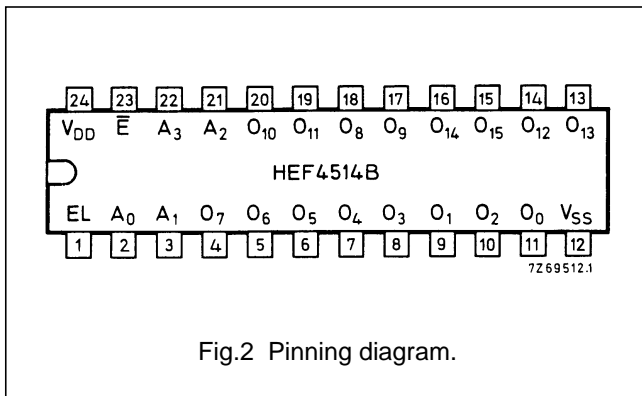 24 23 22 21 20 19 18 17 16 15 14 13
V_DD E̅ A₃ A₂ O₁₀ O₁₁ O₈ O₉ O₁₄ O₁₅ O₁₂ O₁₃
HEF4514B
EL A₀ A₁ O₇ O₆ O₅ O₄ O₃ O₁ O₂ O₀ V_SS
1 2 3 4 5 6 7 8 9 10 11 12
7Z69512.1
Fig.2 Pinning diagram.